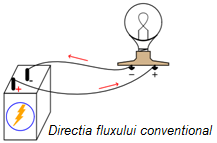 - +
-
+
Directia fluxului conventional